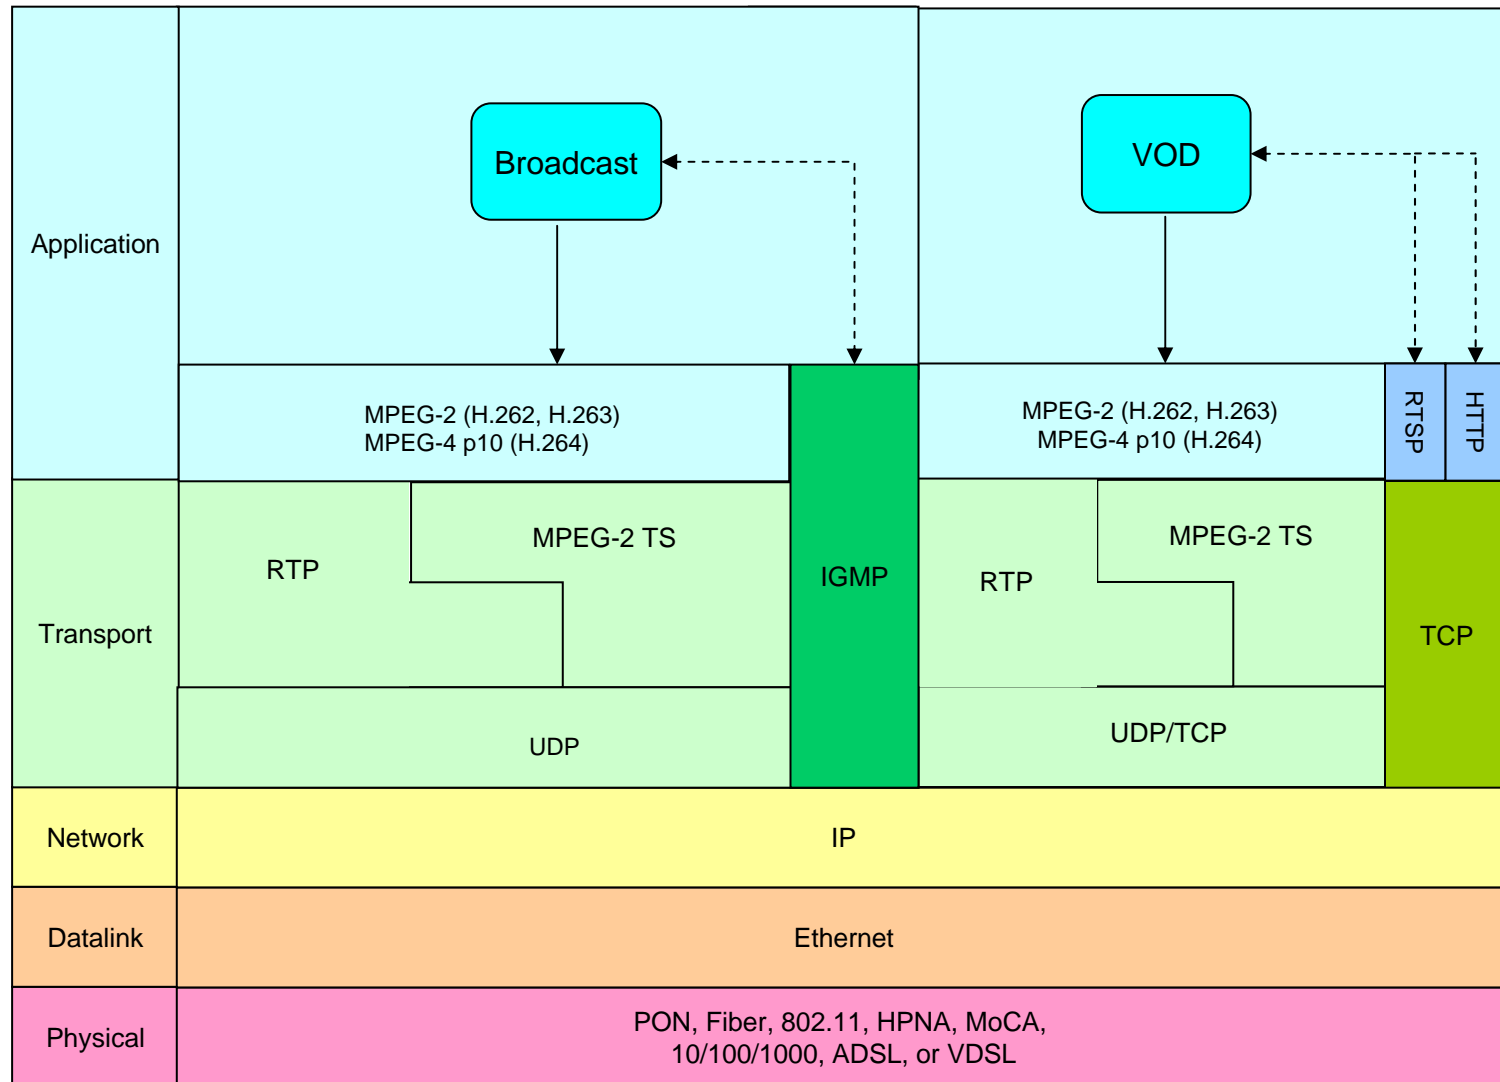 Application
Broadcast
VOD
MPEG-2 (H.262, H.263)
MPEG-4 p10 (H.264)
MPEG-2 (H.262, H.263)
MPEG-4 p10 (H.264)
RTSP
HTTP
Transport
RTP
MPEG-2 TS
IGMP
RTP
MPEG-2 TS
TCP
UDP
UDP/TCP
Network
IP
Datalink
Ethernet
Physical
PON, Fiber, 802.11, HPNA, MoCA,
10/100/1000, ADSL, or VDSL